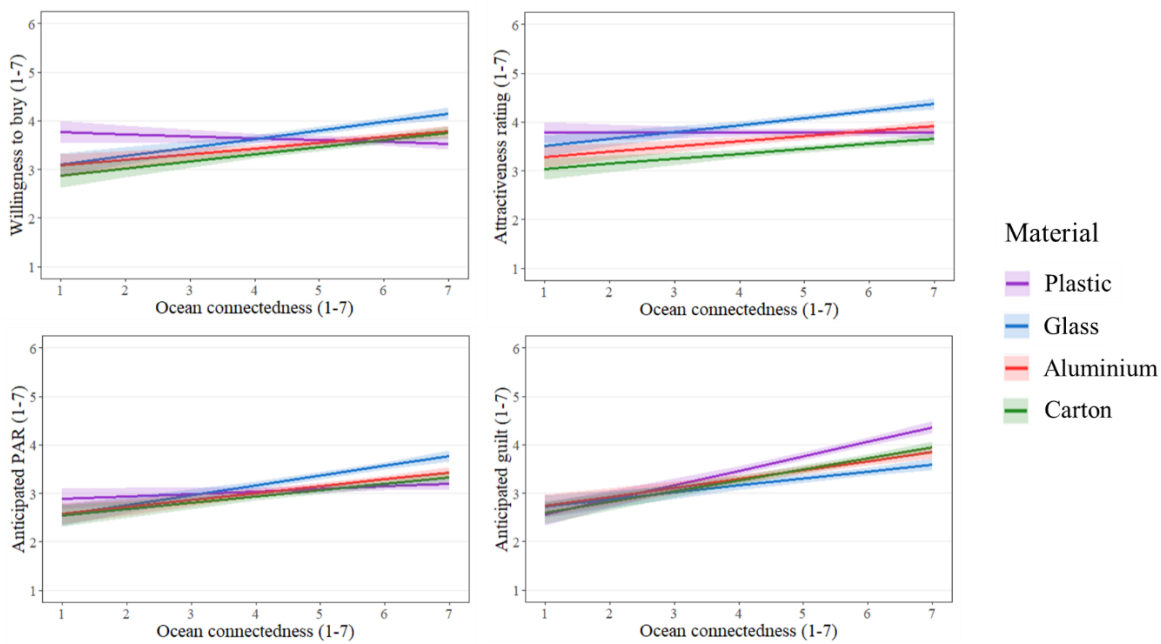 Willingness to buy (1-7)
6
5
4
3
2
1
1 2 3 4 5 6 7
Ocean connectedness (1-7)
Attractiveness rating (1-7)
6
5
4
3
2
1
1 2 3 4 5 6 7
Ocean connectedness (1-7)
Anticipated PAR (1-7)
6
5
4
3
2
1
1 2 3 4 5 6 7
Ocean connectedness (1-7)
Anticipated guilt (1-7)
6
5
4
3
2
1
1 2 3 4 5 6 7
Ocean connectedness (1-7)
Material
Plastic
Glass
Aluminium
Carton